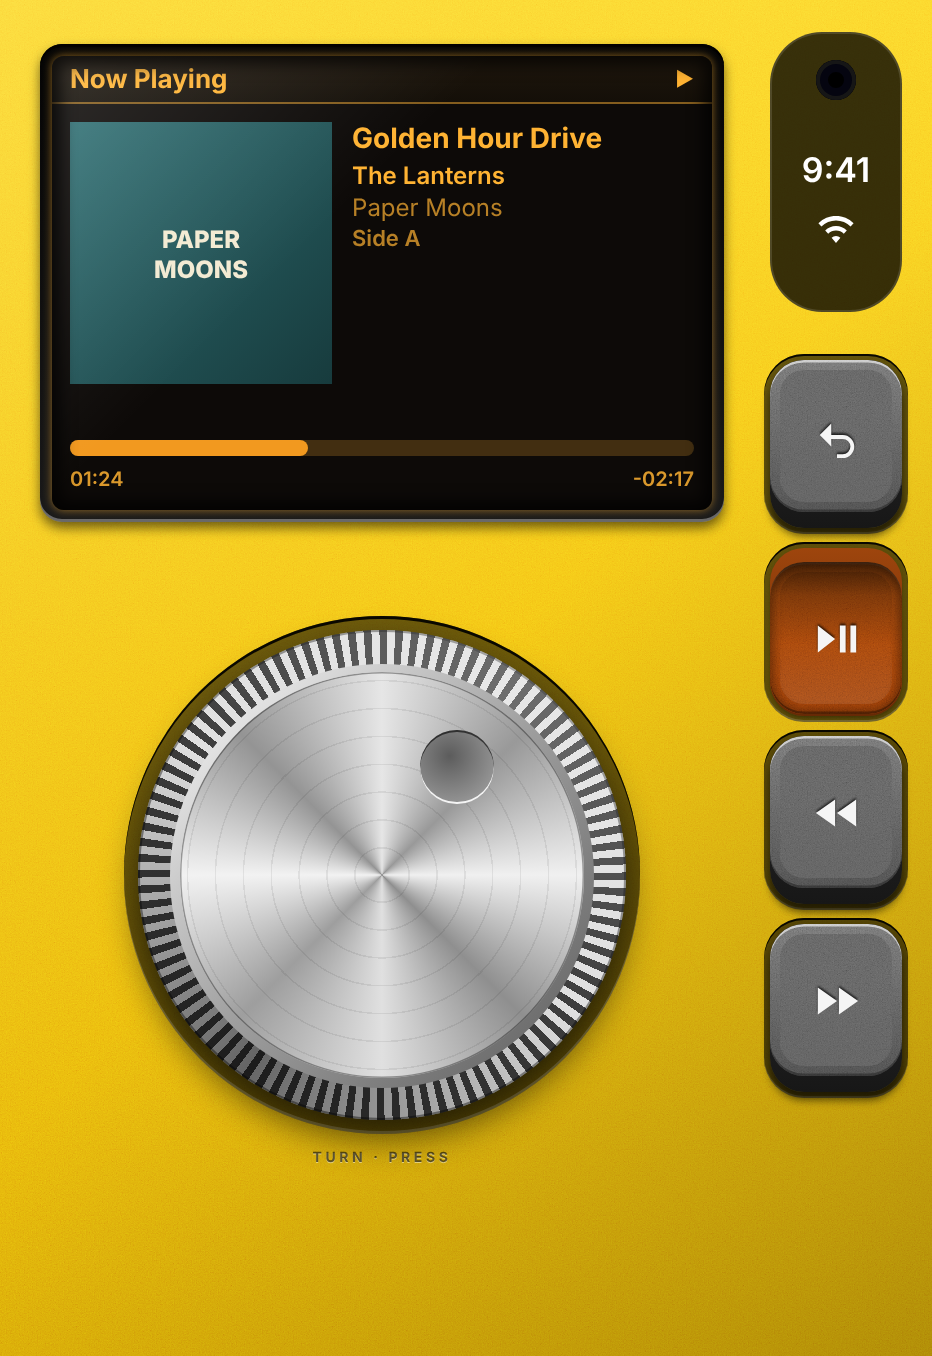 Now Playing
PAPER
MOONS
Golden Hour Drive
The Lanterns
Paper Moons
Side A
01:24
-02:17
9:41
TURN · PRESS